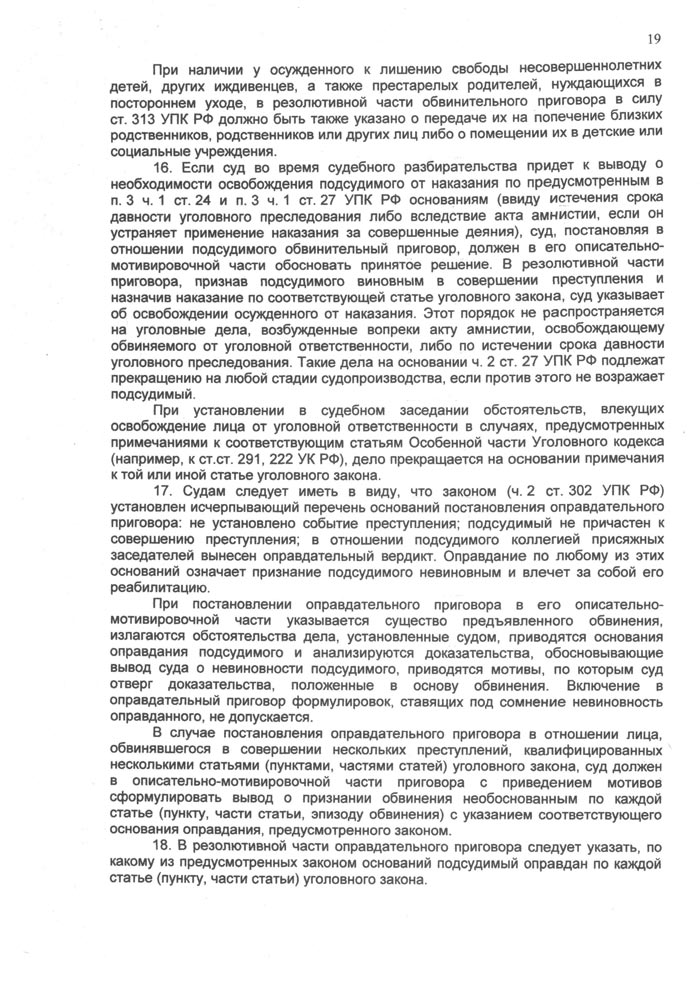 19
При наличии у осужденного к лишению свободы несовершеннолетних
детей, других иждивенцев, а также престарелых родителей, нуждающихся в
постороннем уходе, в резолютивной части обвинительного приговора в силу
ст. 313 УПК РФ должно быть также указано о передаче их на попечение близких
родственников, родственников или других лиц либо о помещении их в детские или
социальные учреждения.
16. Если суд во время судебного разбирательства придет к выводу о
необходимости освобождения подсудимого от наказания по предусмотренным в
п. 3 ч. 1 ст. 24 и п. 3 ч. 1 ст. 27 УПК РФ основаниям (ввиду истечения срока
давности уголовного преследования либо вследствие акта амнистии, если он
устраняет применение наказания за совершенные деяния), суд, постановляя в
отношении подсудимого обвинительный приговор, должен в его описательно-
мотивировочной части обосновать принятое решение. В резолютивной части
приговора, признав подсудимого виновным в совершении преступления и
назначив наказание по соответствующей статье уголовного закона, суд указывает
об освобождении осужденного от наказания. Этот порядок не распространяется
на уголовные дела, возбужденные вопреки акту амнистии, освобождающему
обвиняемого от уголовной ответственности, либо по истечении срока давности
уголовного преследования. Такие дела на основании ч. 2 ст. 27 УПК РФ подлежат
прекращению на любой стадии судопроизводства, если против этого не возражает
подсудимый.
При установлении в судебном заседании обстоятельств, влекущих
освобождение лица от уголовной ответственности в случаях, предусмотренных
примечаниями к соответствующим статьям Особенной части Уголовного кодекса
(например, к ст.ст. 291, 222 УК РФ), дело прекращается на основании примечания
к той или иной статье уголовного закона.
17. Судам следует иметь в виду, что законом (ч. 2 ст. 302 УПК РФ)
установлен исчерпывающий перечень оснований постановления оправдательного
приговора: не установлено событие преступления; подсудимый не причастен к
совершению преступления; в отношении подсудимого коллегией присяжных
заседателей вынесен оправдательный вердикт. Оправдание по любому из этих
оснований означает признание подсудимого невиновным и влечет за собой его
реабилитацию.
При постановлении оправдательного приговора в его описательно-
мотивировочной части указывается существо предъявленного обвинения,
излагаются обстоятельства дела, установленные судом, приводятся основания
оправдания подсудимого и анализируются доказательства, обосновывающие
вывод суда о невиновности подсудимого, приводятся мотивы, по которым суд
отверг доказательства, положенные в основу обвинения. Включение в
оправдательный приговор формулировок, ставящих под сомнение невиновность
оправданного, не допускается.
В случае постановления оправдательного приговора в отношении лица,
обвинявшегося в совершении нескольких преступлений, квалифицированных
несколькими статьями (пунктами, частями статей) уголовного закона, суд должен
в описательно-мотивировочной части приговора с приведением мотивов
сформулировать вывод о признании обвинения необоснованным по каждой
статье (пункту, части статьи, эпизоду обвинения) с указанием соответствующего
основания оправдания, предусмотренного законом.
18. В резолютивной части оправдательного приговора следует указать, по
какому из предусмотренных законом оснований подсудимый оправдан по каждой
статье (пункту, части статьи) уголовного закона.